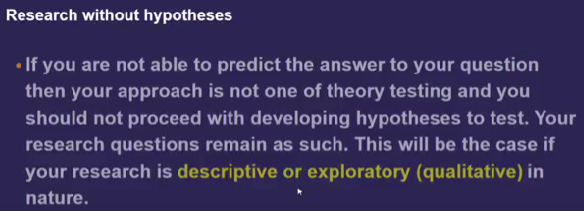 Research without hypotheses
• If you are not able to predict the answer to your question
then your approach is not one of theory testing and you
should not proceed with developing hypotheses to test. Your
research questions remain as such. This will be the case if
your research is descriptive or exploratory (qualitative) in
nature.